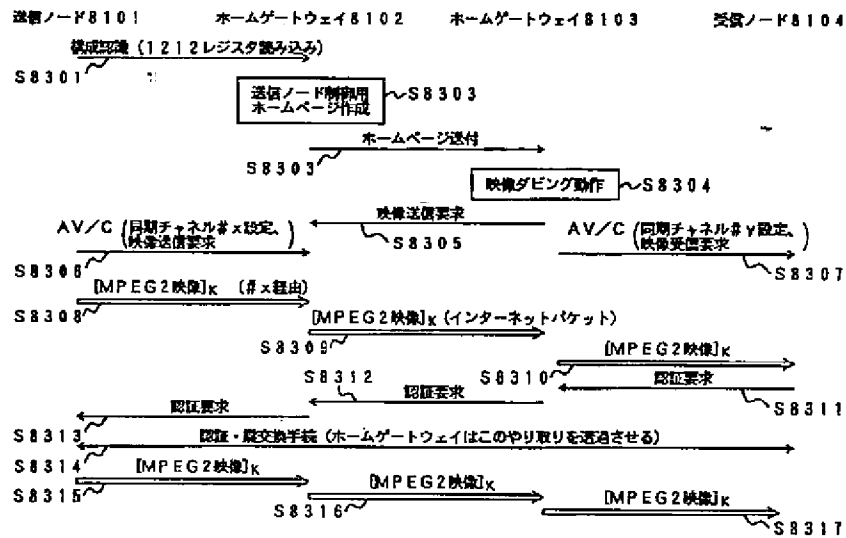 送信ノード8101 ホームゲートウェイ8102 ホームゲートウェイ8103 受信ノード8104
構成認識(1212レジスタ読み込み)
S8301
送信ノード制御用
ホームページ作成
S8303
ホームページ送付
S8303
映像ダビング動作
S8304
映像送信要求
S8305
AV/C(同期チャネル#x設定、
映像送信要求)
S8306
AV/C(同期チャネル#y設定、
映像受信要求)
S8307
[MPEG2映像]K (#x経由)
S8308
[MPEG2映像]K(インターネットパケット)
S8309
[MPEG2映像]K
S8310
認証要求
S8311
S8312
認証要求
認証要求
S8313
認証・鍵交換手続(ホームゲートウェイはこのやり取りを透過させる)
S8314
[MPEG2映像]K
S8315
[MPEG2映像]K
S8316
[MPEG2映像]K
S8317